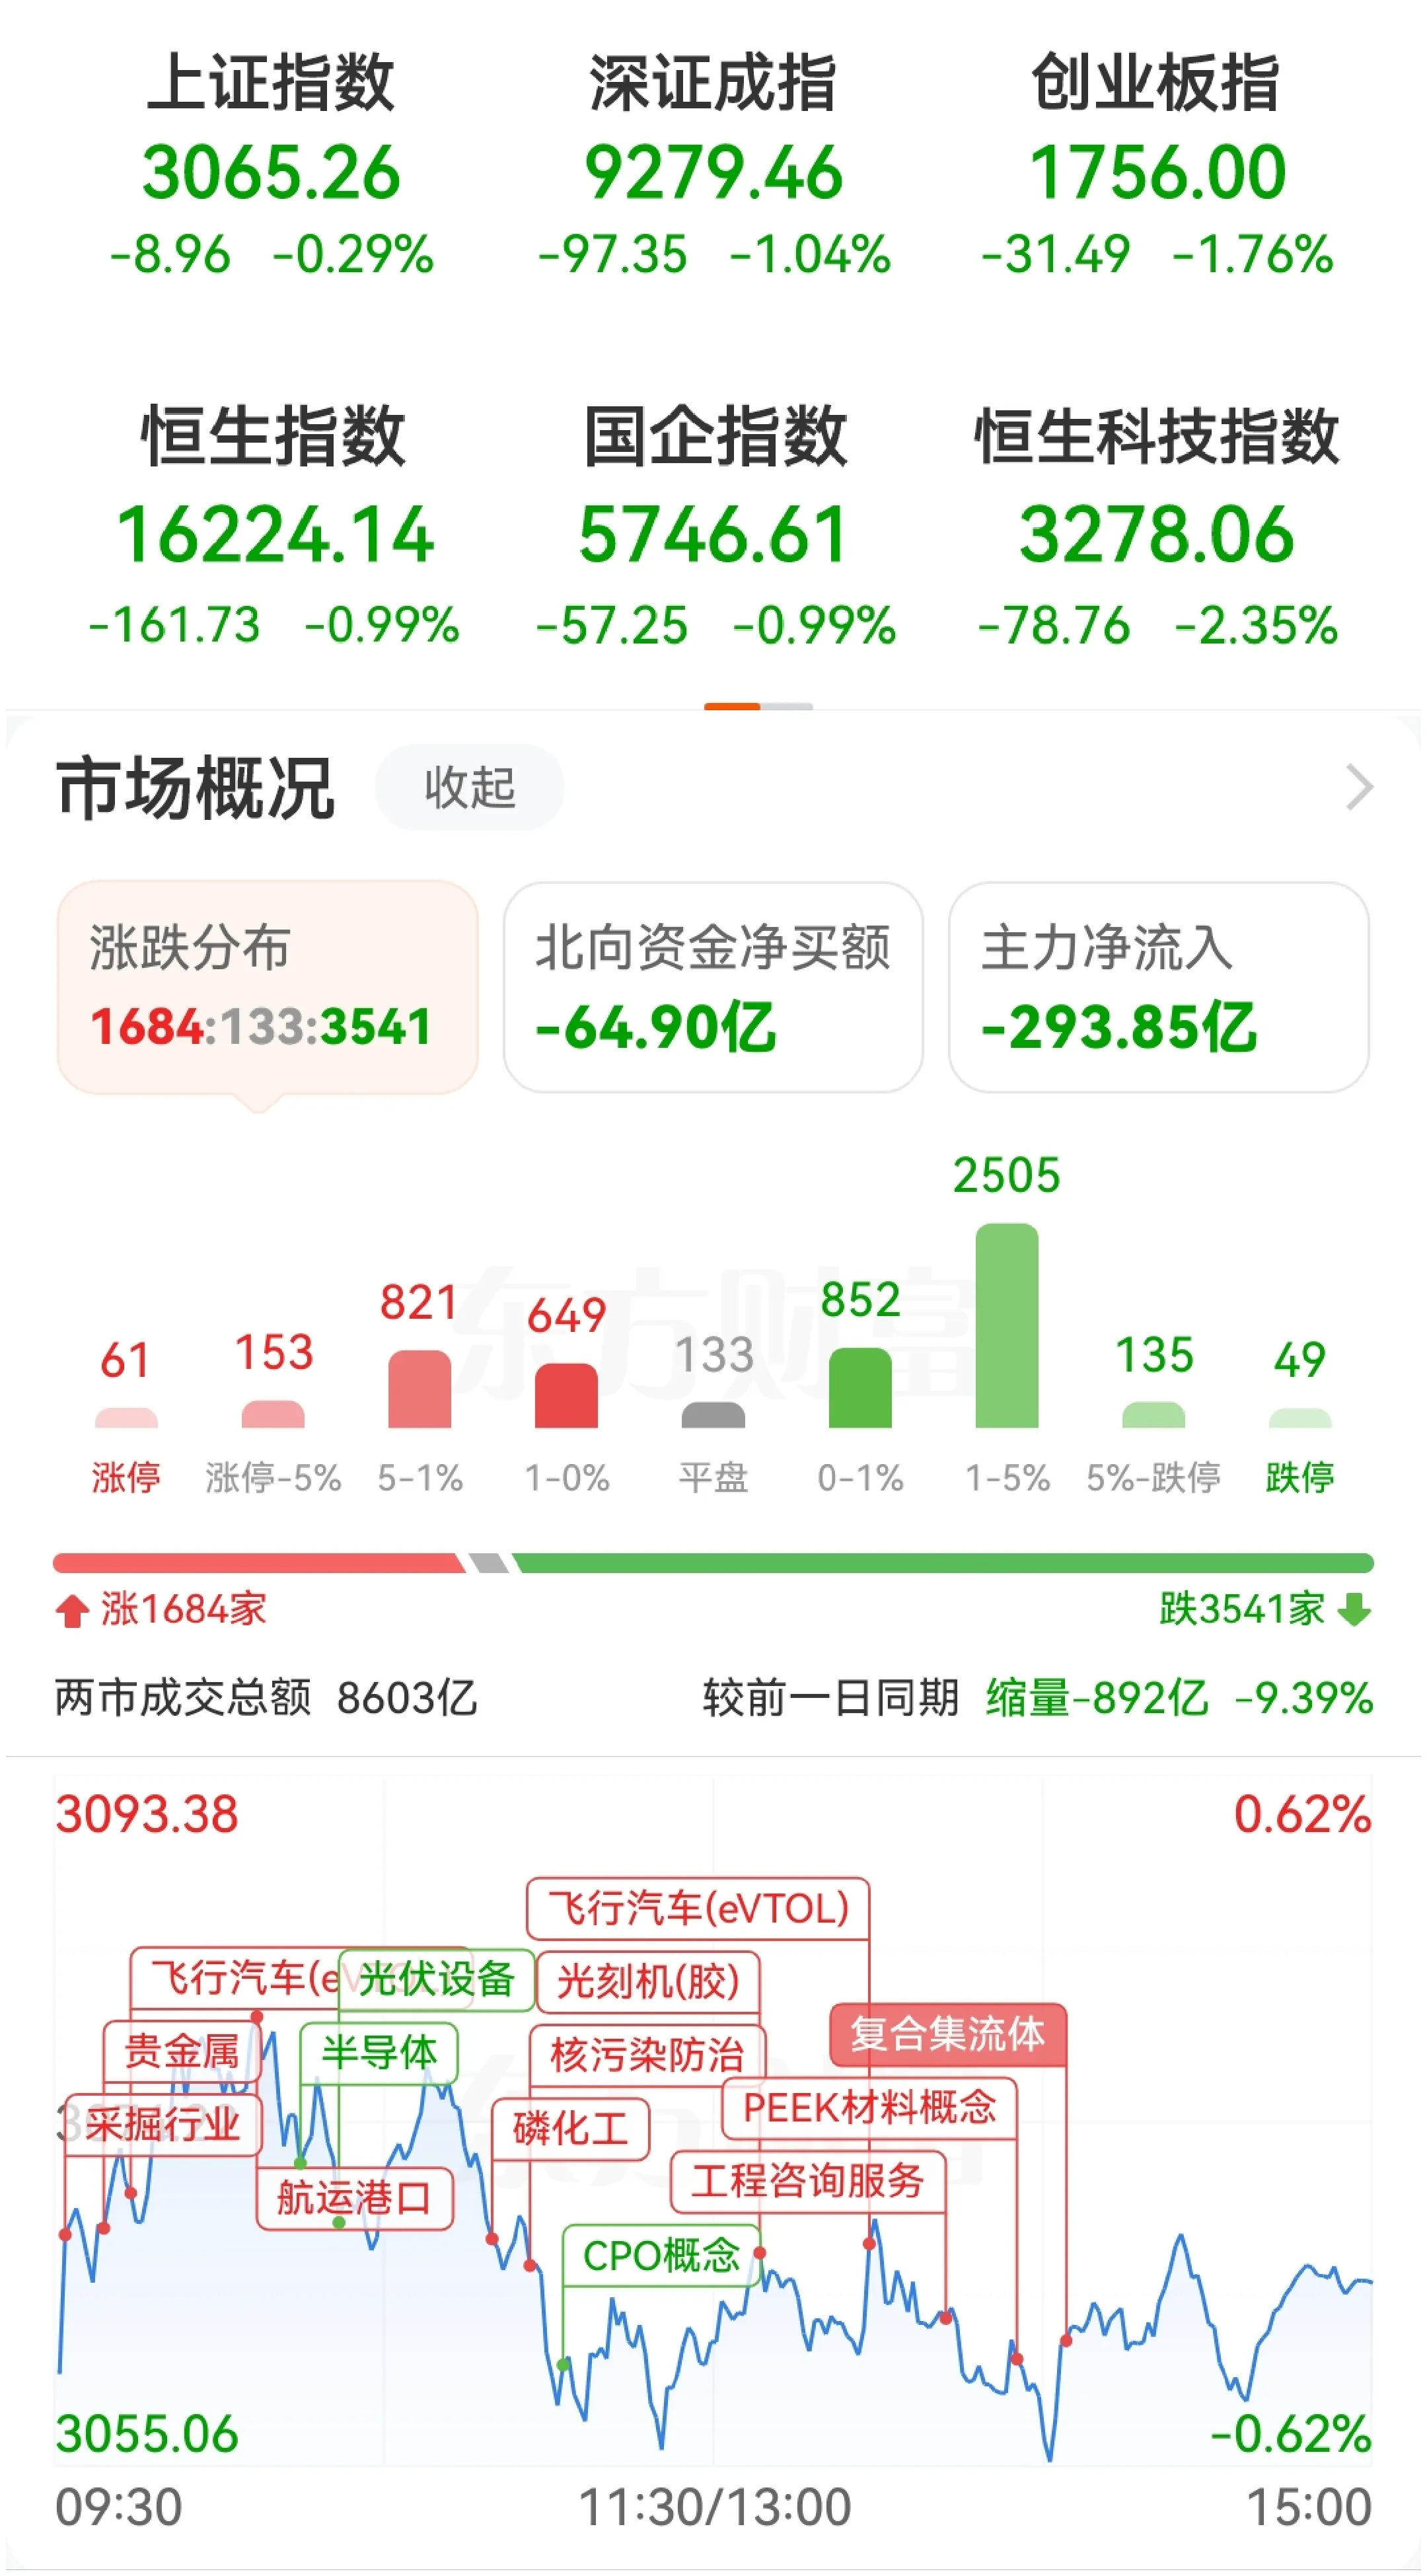 上证指数 深证成指 创业板指
3065.26 9279.46 1756.00
-8.96 -0.29% -97.35 -1.04% -31.49 -1.76%
恒生指数 国企指数 恒生科技指数
16224.14 5746.61 3278.06
-161.73 -0.99% -57.25 -0.99% -78.76 -2.35%
市场概况 收起
涨跌分布 北向资金净买额 主力净流入
1684:133:3541 -64.90亿 -293.85亿
东方财富
2505
821 649 852
61 153 133 135 49
涨停 涨停-5% 5-1% 1-0% 平盘 0-1% 1-5% 5%-跌停 跌停
涨1684家 跌3541家
两市成交总额 8603亿 较前一日同期 缩量-892亿 -9.39%
3093.38 0.62%
飞行汽车(eVTOL)
飞行汽车(eVTOL) 光伏设备 光刻机(胶)
贵金属 半导体 核污染防治 复合集流体
采掘行业 磷化工 PEEK材料概念
航运港口 工程咨询服务
CPO概念
3055.06 -0.62%
09:30 11:30/13:00 15:00